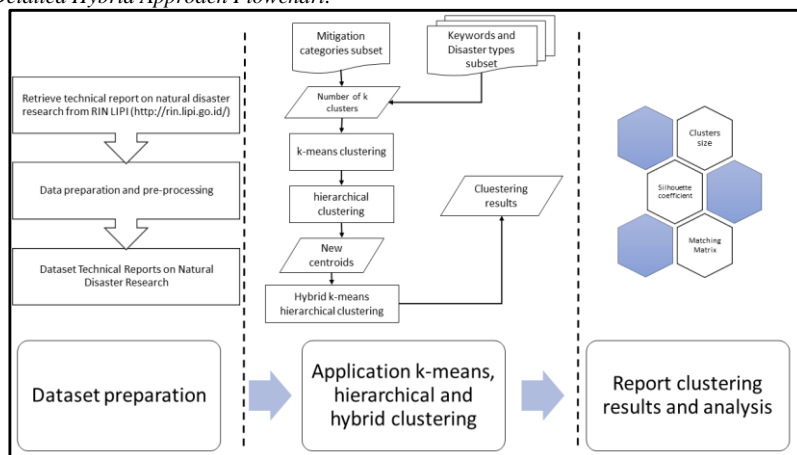 Detailed Hybrid Approach Flowchart.
Retrieve technical report on natural disaster
research from RIN LIPI (http://rin.lipi.go.id/)
Data preparation and pre-processing
Dataset Technical Reports on Natural
Disaster Research
Mitigation
categories subset
Keywords and
Disaster types
subset
Number of k
clusters
k-means clustering
hierarchical
clustering
New
centroids
Hybrid k-means
hierarchical clustering
Cluestering
results
Clusters
size
Silhouette
coefficient
Matching
Matrix
Dataset preparation
Application k-means,
hierarchical and
hybrid clustering
Report clustering
results and analysis